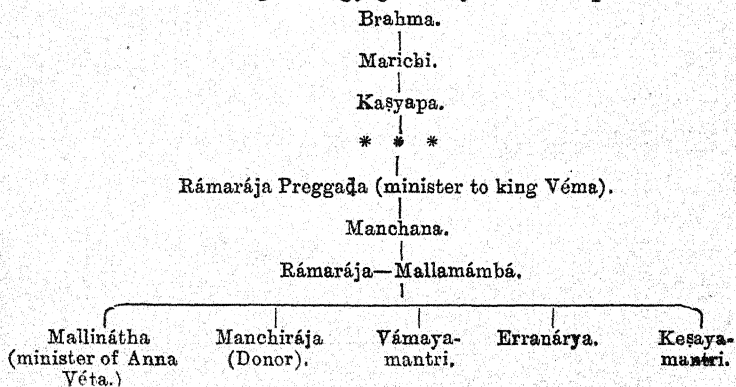 Brahma.
Marichi.
Kaṣyapa.
* * *
Rámarája Preggaḍa (minister to king Véma).
Manchana.
Rámarája—Mallamámbá.
Mallinátha Manchirája Vámaya- Erranárya. Keṣaya-
(minister of Anna (Donor). mantri. mantri.
Véta.)